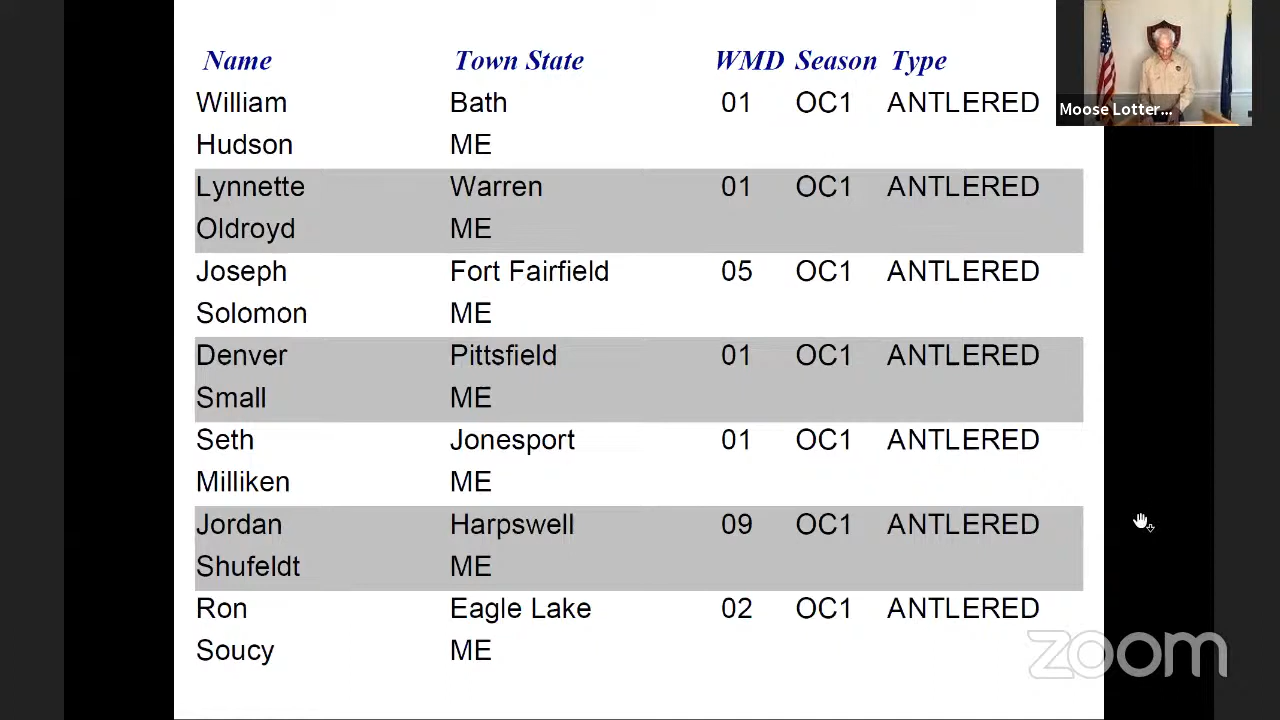 Name Town State WMD Season Type
William Bath 01 OC1 ANTLERED
Hudson ME
Lynnette Warren 01 OC1 ANTLERED
Oldroyd ME
Joseph Fort Fairfield 05 OC1 ANTLERED
Solomon ME
Denver Pittsfield 01 OC1 ANTLERED
Small ME
Seth Jonesport 01 OC1 ANTLERED
Milliken ME
Jordan Harpswell 09 OC1 ANTLERED
Shufeldt ME
Ron Eagle Lake 02 OC1 ANTLERED
Soucy ME
Moose Lotter...
zoom